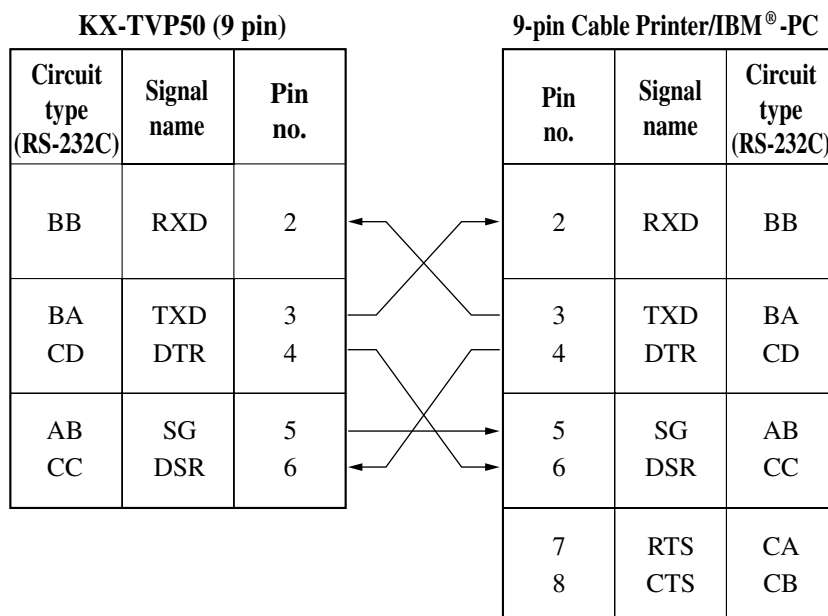 KX-TVP50 (9 pin)
9-pin Cable Printer/IBM®-PC
Circuit type (RS-232C) Signal name Pin no.
Pin no. Signal name Circuit type (RS-232C)
BB RXD 2 2 RXD BB
BA TXD 3 3 TXD BA
CD DTR 4 4 DTR CD
AB SG 5 5 SG AB
CC DSR 6 6 DSR CC
7 RTS CA
8 CTS CB